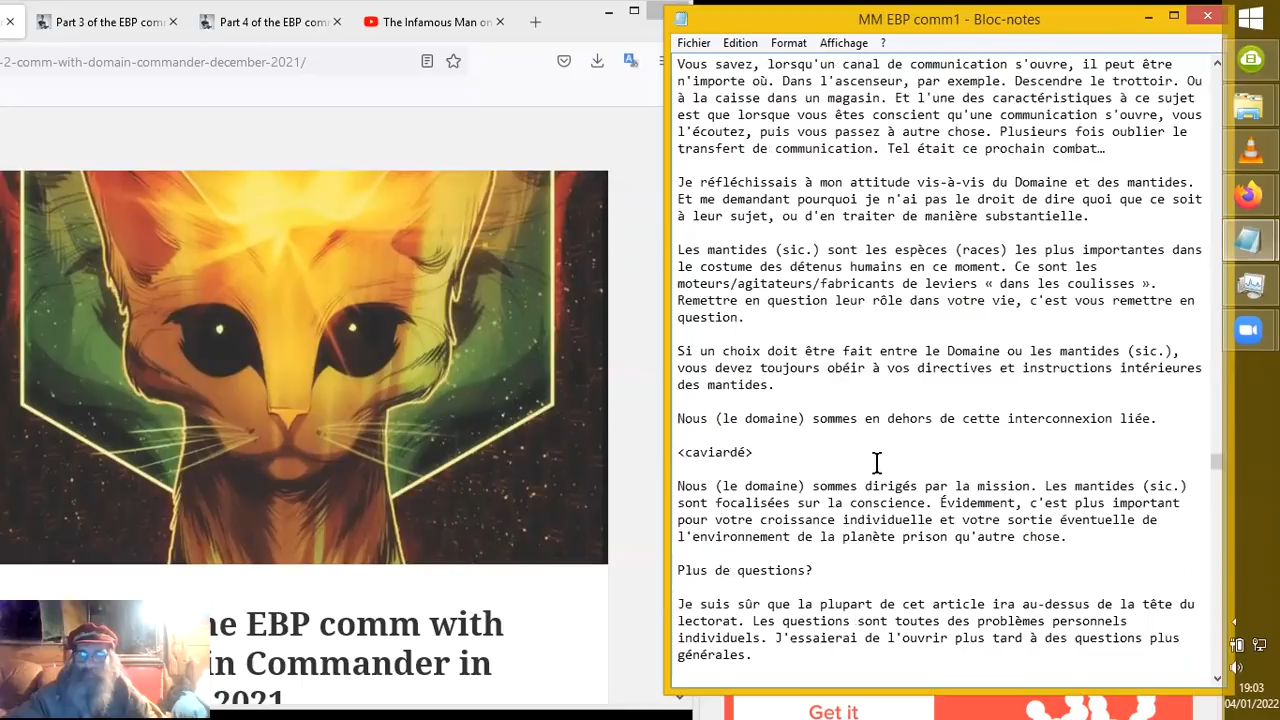 Part 3 of the EBP comm
Part 4 of the EBP comm
The Infamous Man on
-2-comm-with-domain-commander-december-2021/
he EBP comm with
in Commander in
2021
Get it
MM EBP comm1 - Bloc-notes
Fichier Edition Format Affichage ?
Vous savez, lorsqu'un canal de communication s'ouvre, il peut être
n'importe où. Dans l'ascenseur, par exemple. Descendre le trottoir. Ou
à la caisse dans un magasin. Et l'une des caractéristiques à ce sujet
est que lorsque vous êtes conscient qu'une communication s'ouvre, vous
l'écoutez, puis vous passez à autre chose. Plusieurs fois oublier le
transfert de communication. Tel était ce prochain combat…
Je réfléchissais à mon attitude vis-à-vis du Domaine et des mantides.
Et me demandant pourquoi je n'ai pas le droit de dire quoi que ce soit
à leur sujet, ou d'en traiter de manière substantielle.
Les mantides (sic.) sont les espèces (races) les plus importantes dans
le costume des détenus humains en ce moment. Ce sont les
moteurs/agitateurs/fabricants de leviers « dans les coulisses ».
Remettre en question leur rôle dans votre vie, c'est vous remettre en
question.
Si un choix doit être fait entre le Domaine ou les mantides (sic.),
vous devez toujours obéir à vos directives et instructions intérieures
des mantides.
Nous (le domaine) sommes en dehors de cette interconnexion liée.
<caviardé>
Nous (le domaine) sommes dirigés par la mission. Les mantides (sic.)
sont focalisées sur la conscience. Évidemment, c'est plus important
pour votre croissance individuelle et votre sortie éventuelle de
l'environnement de la planète prison qu'autre chose.
Plus de questions?
Je suis sûr que la plupart de cet article ira au-dessus de la tête du
lectorat. Les questions sont toutes des problèmes personnels
individuels. J'essaierai de l'ouvrir plus tard à des questions plus
générales.
19:03
04/01/2022